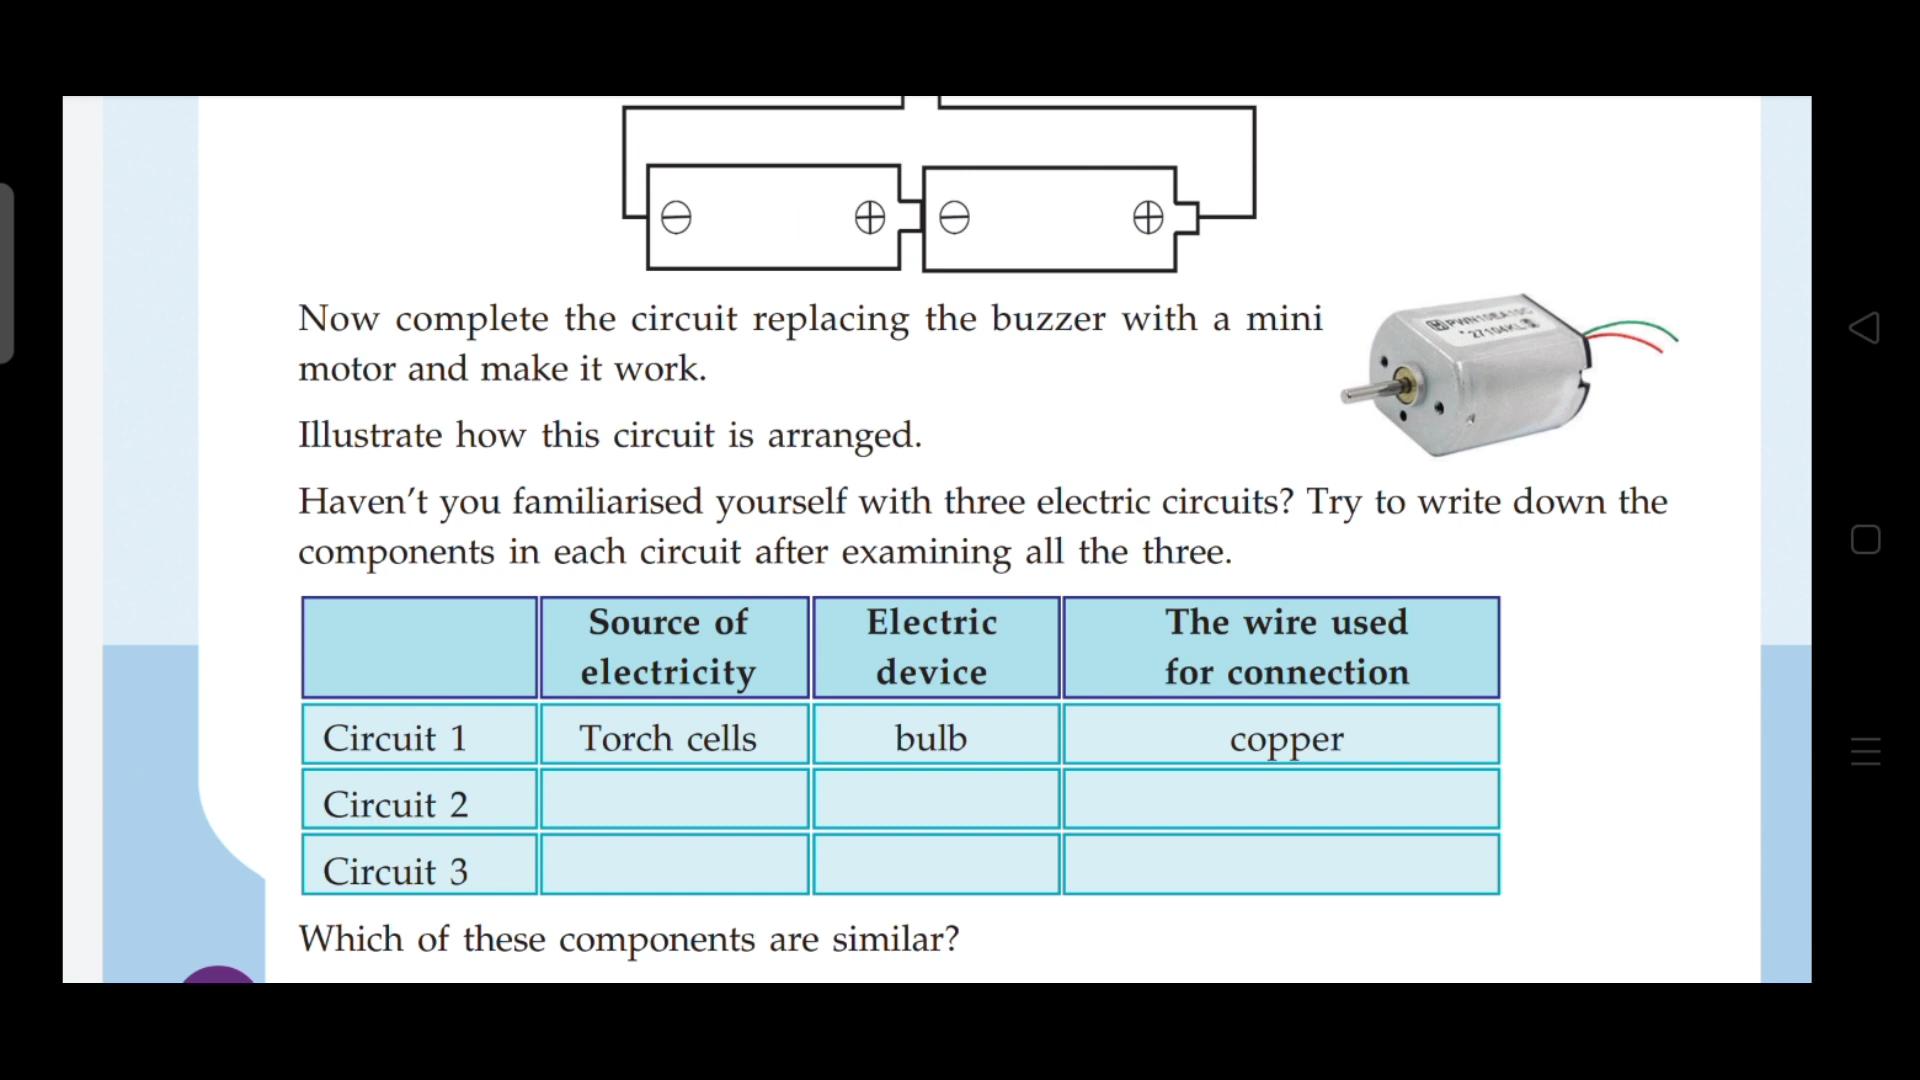 Now complete the circuit replacing the buzzer with a mini
motor and make it work.
Illustrate how this circuit is arranged.
Haven't you familiarised yourself with three electric circuits? Try to write down the
components in each circuit after examining all the three.
Source of electricity
Electric device
The wire used for connection
Circuit 1 Torch cells bulb copper
Circuit 2
Circuit 3
Which of these components are similar?